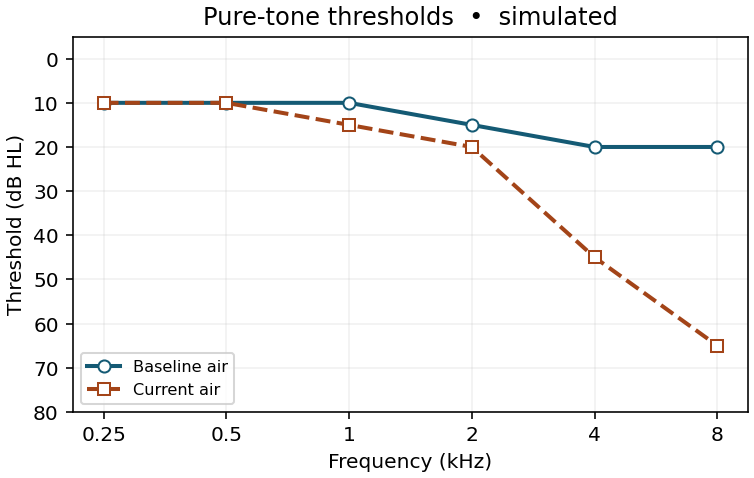 Pure-tone thresholds • simulated
Threshold (dB HL)
0
10
20
30
40
50
60
70
80
Baseline air
Current air
0.25 0.5 1 2 4 8
Frequency (kHz)